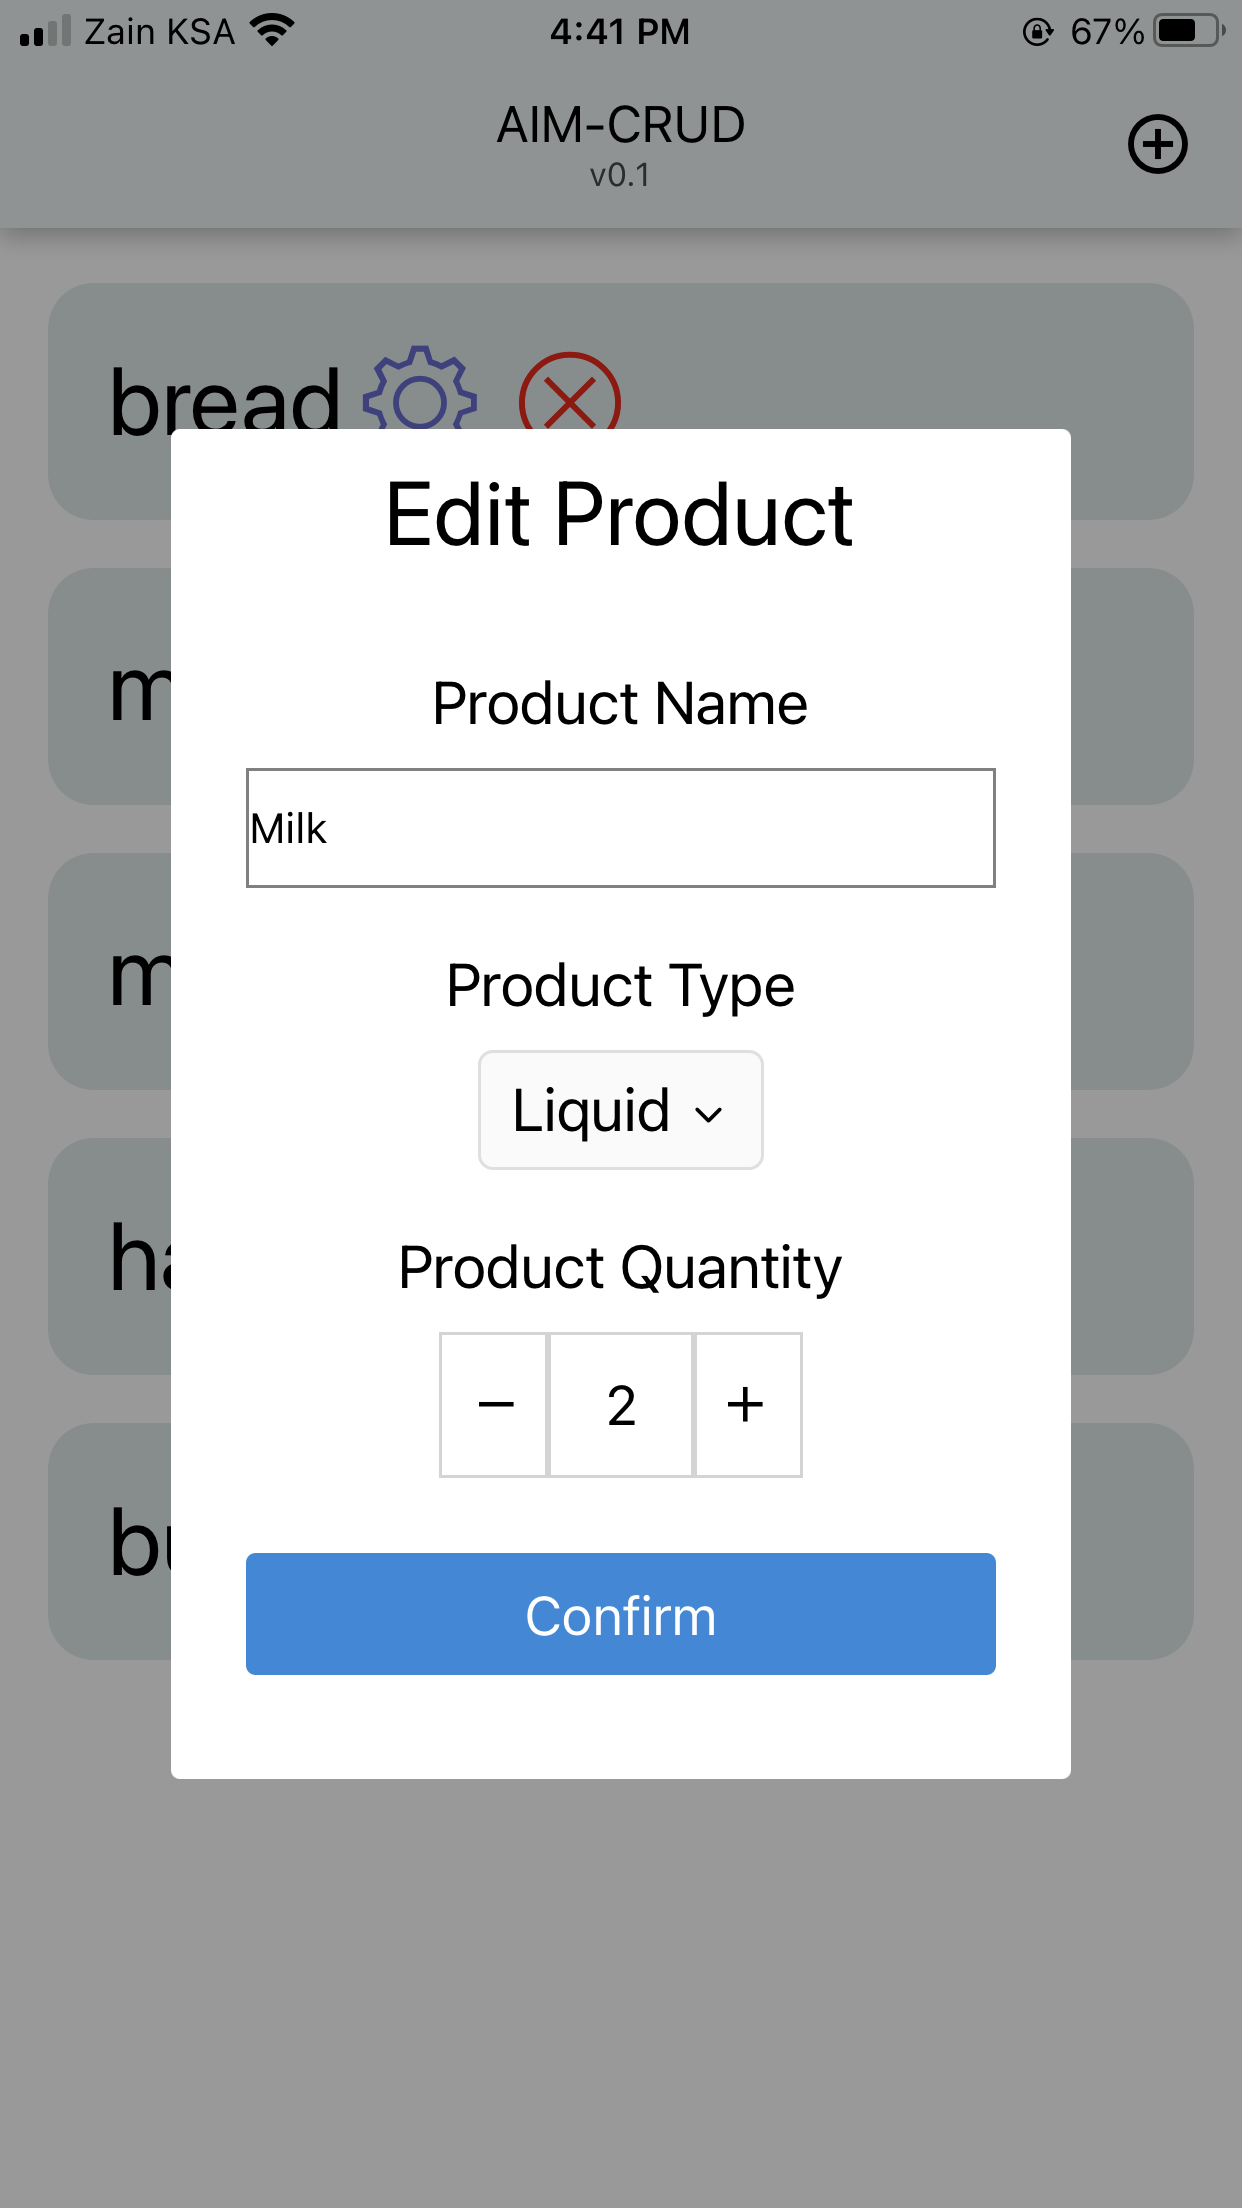 Zain KSA 4:41 PM 67%
AIM-CRUD
v0.1
bread
Edit Product
Product Name
Milk
Product Type
Liquid
Product Quantity
− 2 +
Confirm